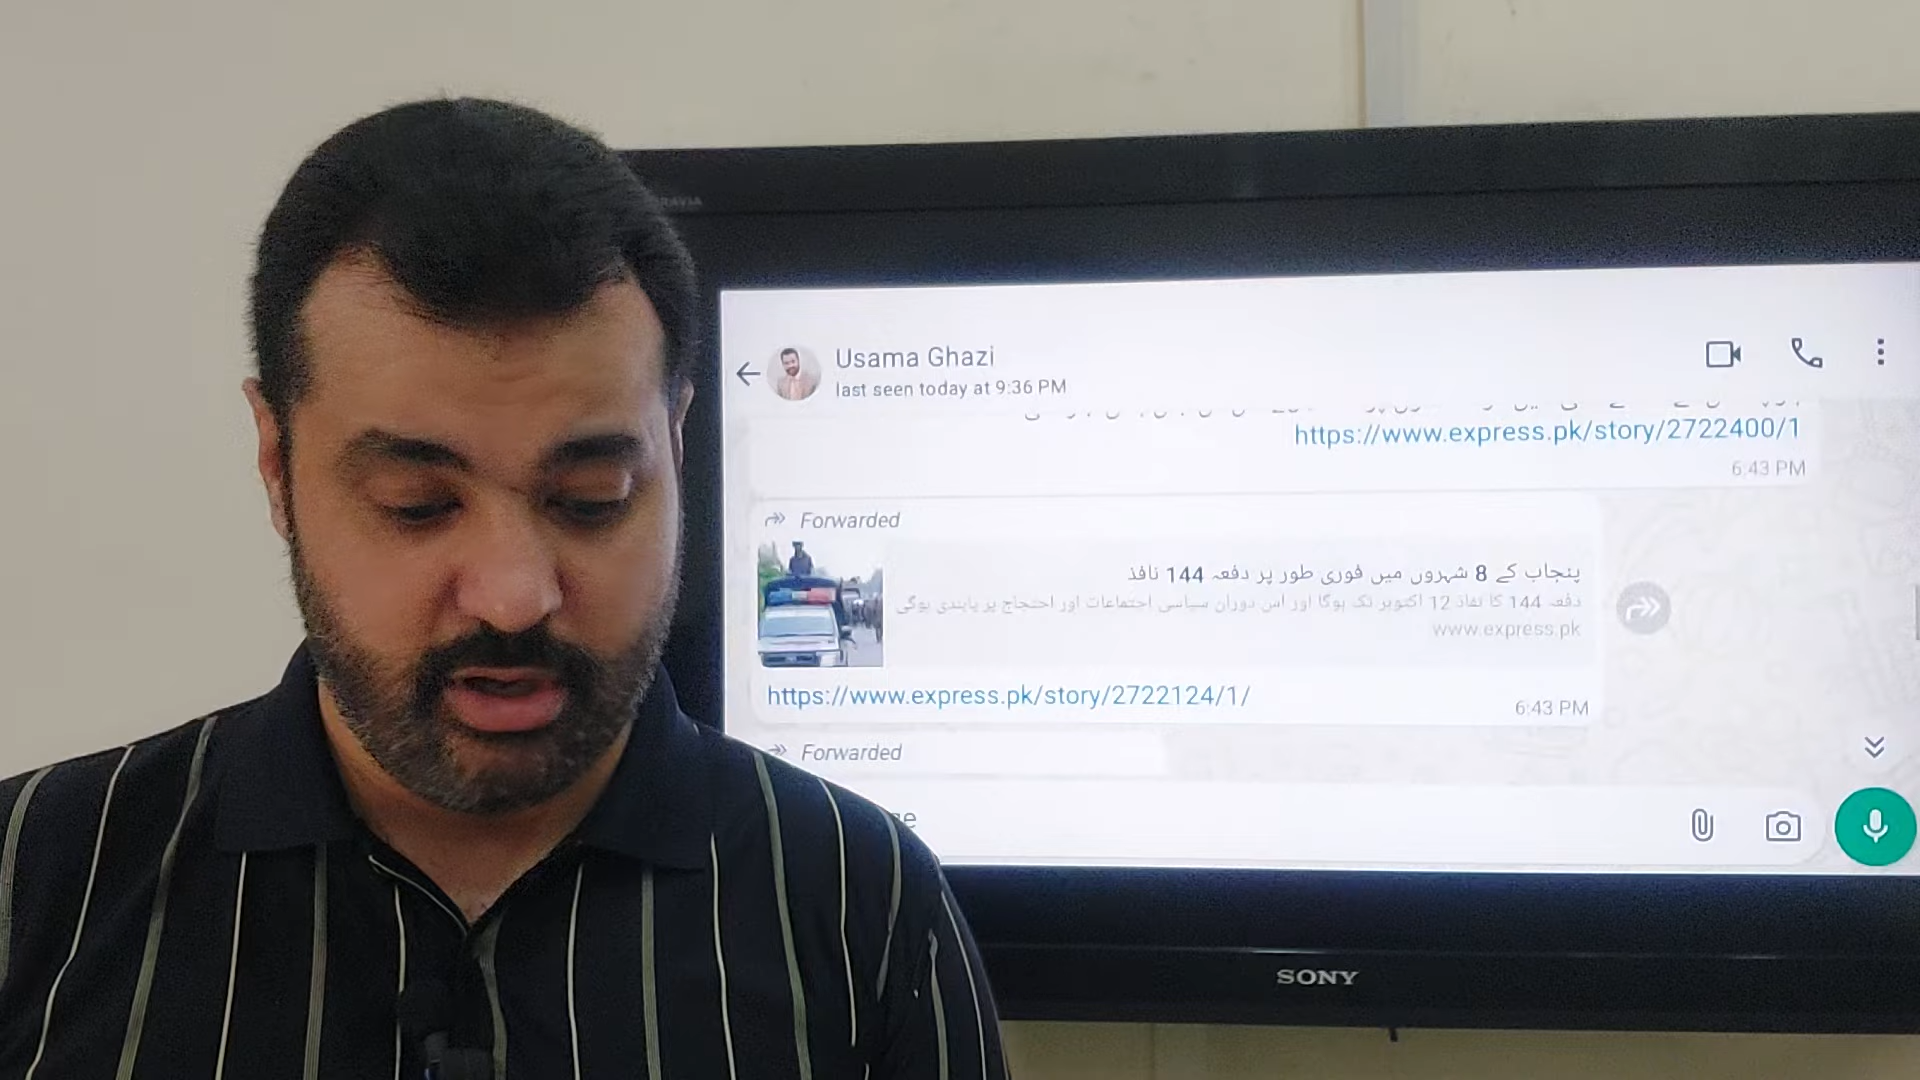 Usama Ghazi
last seen today at 9:36 PM
https://www.express.pk/story/2722400/1
6:43 PM
Forwarded
پنجاب کے 8 شہروں میں فوری طور پر دفعہ 144 نافذ
دفعہ 144 کا نفاذ 12 اکتوبر تک ہوگا اور اس دوران سیاسی اجتماعات اور احتجاج پر پابندی ہوگی
www.express.pk
https://www.express.pk/story/2722124/1/
6:43 PM
Forwarded
SONY